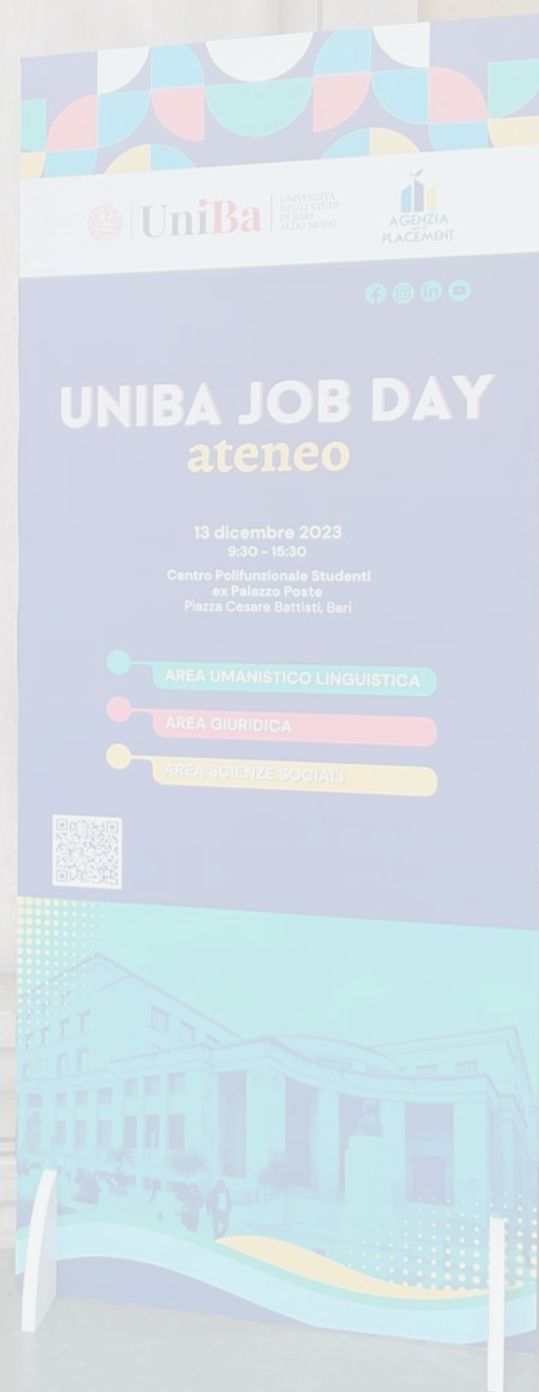 UniBa
UNIVERSITÀ
DEGLI STUDI
DI BARI
ALDO MORO
AGENZIA
PLACEMENT
UNIBA JOB DAY
ateneo
13 dicembre 2023
9:30 - 15:30
Centro Polifunzionale Studenti
ex Palazzo Poste
Piazza Cesare Battisti, Bari
AREA UMANISTICO LINGUISTICA
AREA GIURIDICA
AREA SCIENZE SOCIALI